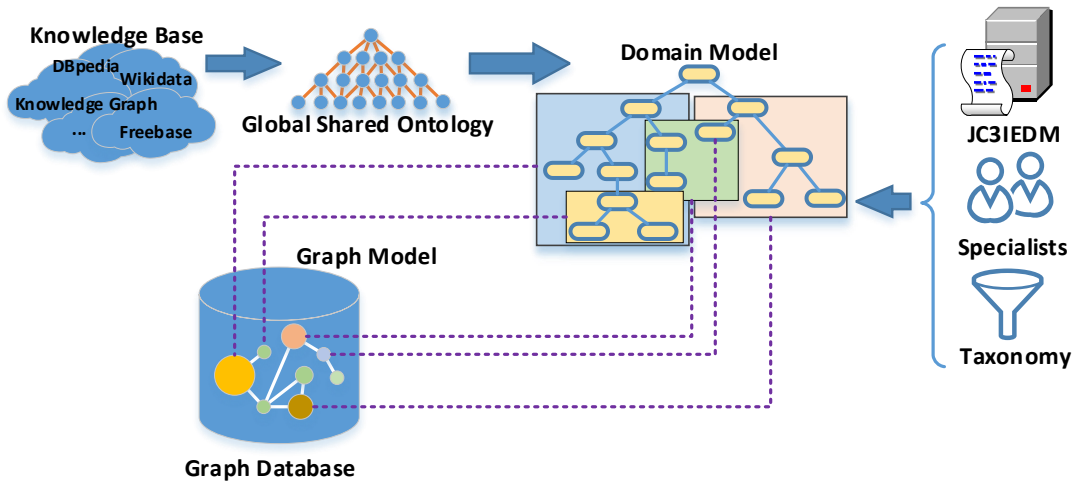 Knowledge Base
DBpedia
Wikidata
Knowledge Graph
... Freebase
Global Shared Ontology
Domain Model
JC3IEDM
Specialists
Taxonomy
Graph Model
Graph Database